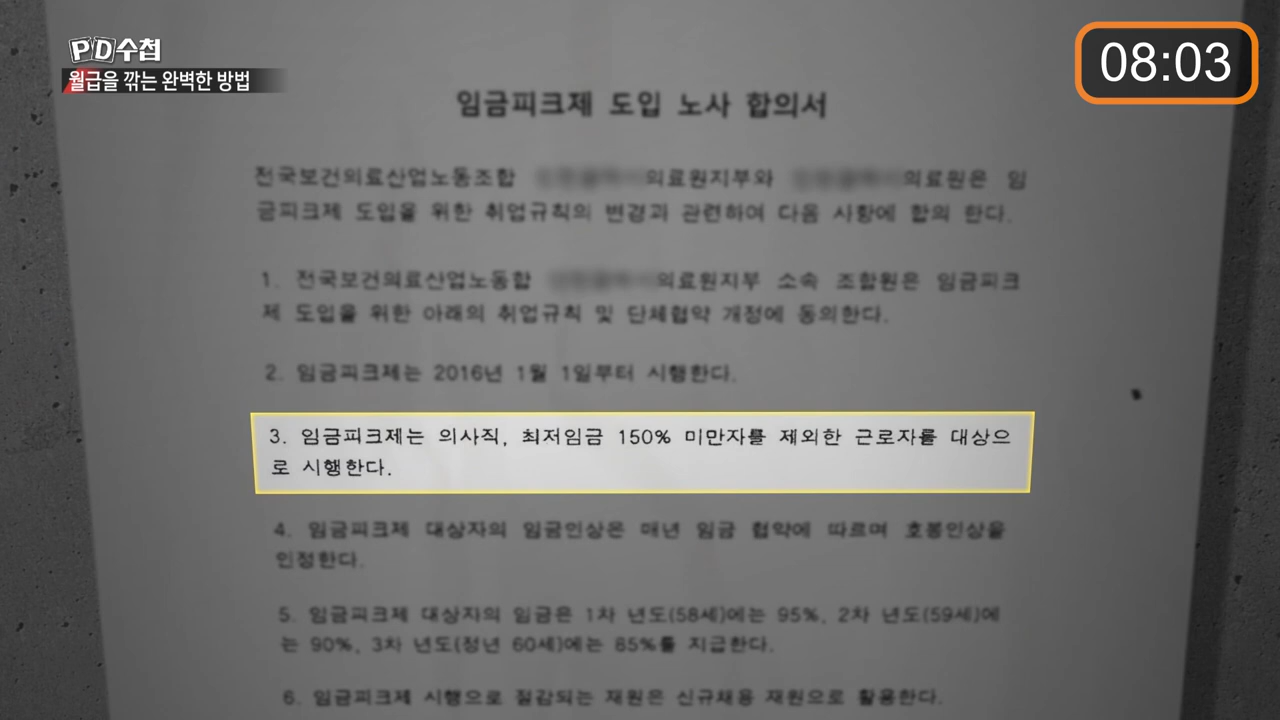 PD수첩
월급을 깎는 완벽한 방법
08:03
임금피크제 도입 노사 합의서
전국보건의료산업노동조합 의료원지부와 의료원은 임
금피크제 도입을 위한 취업규칙의 변경과 관련하여 다음 사항에 합의 한다.
1. 전국보건의료산업노동합 의료원지부 소속 조합원은 임금피크
제 도입을 위한 아래의 취업규칙 및 단체협약 개정에 동의한다.
2. 임금피크제는 2016년 1월 1일부터 시행한다.
3. 임금피크제는 의사직, 최저임금 150% 미만자를 제외한 근로자를 대상으
로 시행한다.
4. 임금피크제 대상자의 임금인상은 매년 임금 협약에 따르며 호봉인상을
인정한다.
5. 임금피크제 대상자의 임금은 1차 년도(58세)에는 95%, 2차 년도(59세)에
는 90%, 3차 년도(정년 60세)에는 85%를 지급한다.
6. 임금피크제 시행으로 절감되는 재원은 신규채용 재원으로 활용한다.